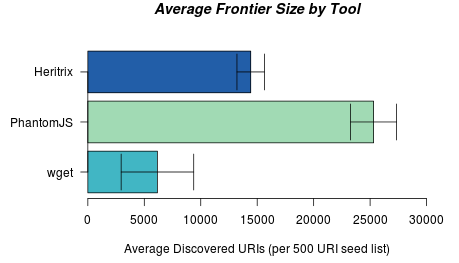 Average Frontier Size by Tool
Heritrix
PhantomJS
wget
0 5000 10000 15000 20000 25000 30000
Average Discovered URIs (per 500 URI seed list)